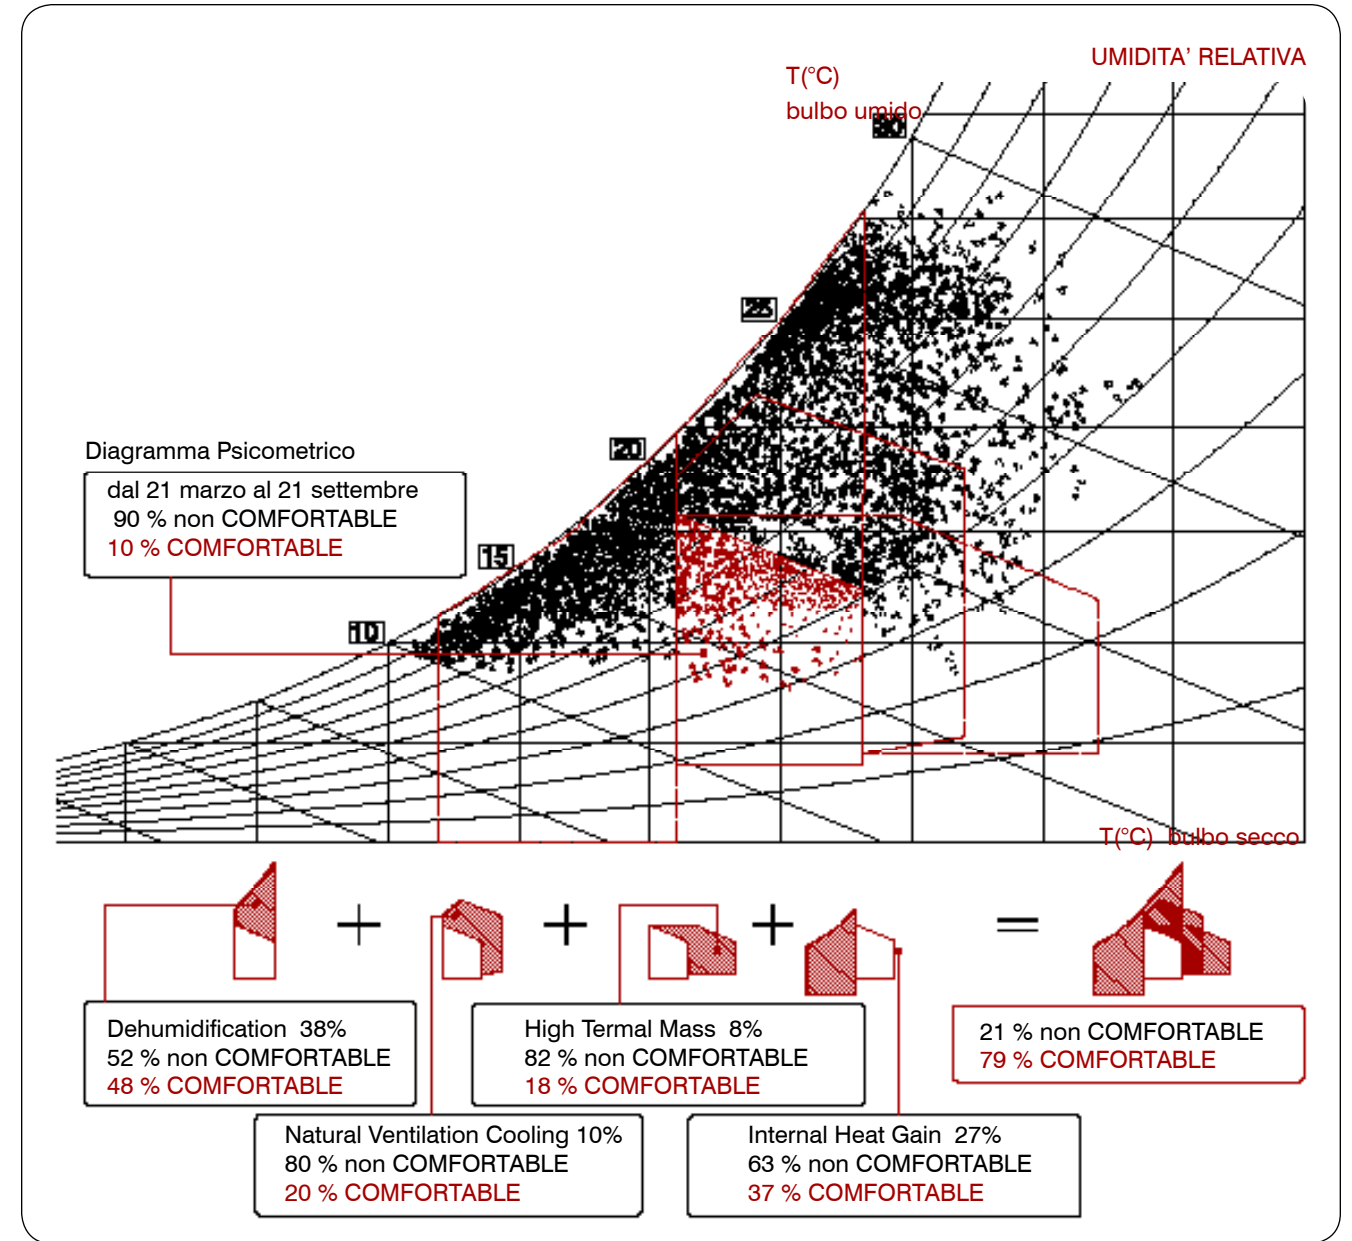 UMIDITA’ RELATIVA
T(°C)
bulbo umido
30
25
20
15
10
Diagramma Psicometrico
dal 21 marzo al 21 settembre
90 % non COMFORTABLE
10 % COMFORTABLE
T(°C) bulbo secco
+ + + =
Dehumidification 38%
52 % non COMFORTABLE
48 % COMFORTABLE
High Termal Mass 8%
82 % non COMFORTABLE
18 % COMFORTABLE
21 % non COMFORTABLE
79 % COMFORTABLE
Natural Ventilation Cooling 10%
80 % non COMFORTABLE
20 % COMFORTABLE
Internal Heat Gain 27%
63 % non COMFORTABLE
37 % COMFORTABLE